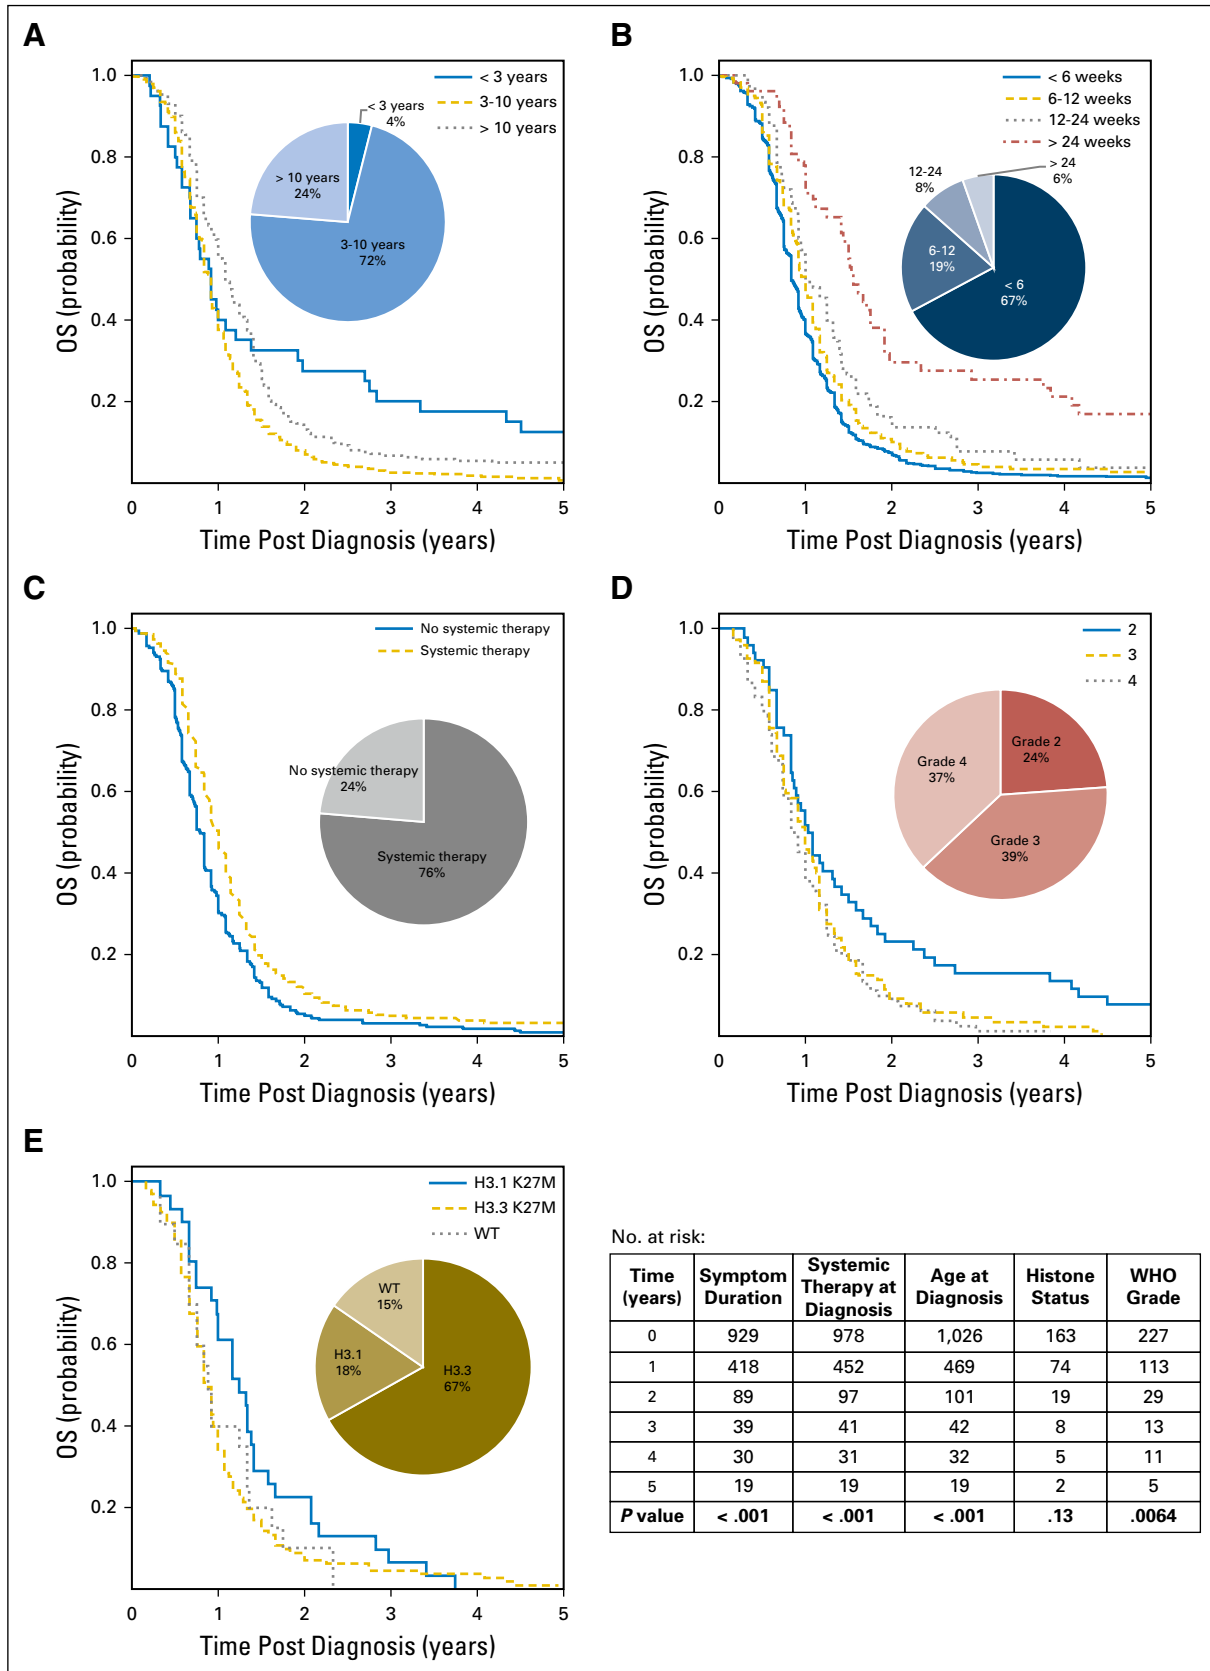 A
< 3 years
3-10 years
> 10 years
< 3 years
4%
> 10 years
24%
3-10 years
72%
OS (probability)
1.0
0.8
0.6
0.4
0.2
0 1 2 3 4 5
Time Post Diagnosis (years)
B
< 6 weeks
6-12 weeks
12-24 weeks
> 24 weeks
12-24
8%
> 24
6%
6-12
19%
< 6
67%
OS (probability)
1.0
0.8
0.6
0.4
0.2
0 1 2 3 4 5
Time Post Diagnosis (years)
C
No systemic therapy
Systemic therapy
No systemic therapy
24%
Systemic therapy
76%
OS (probability)
1.0
0.8
0.6
0.4
0.2
0 1 2 3 4 5
Time Post Diagnosis (years)
D
2
3
4
Grade 2
24%
Grade 4
37%
Grade 3
39%
OS (probability)
1.0
0.8
0.6
0.4
0.2
0 1 2 3 4 5
Time Post Diagnosis (years)
E
H3.1 K27M
H3.3 K27M
WT
WT
15%
H3.1
18%
H3.3
67%
OS (probability)
1.0
0.8
0.6
0.4
0.2
0 1 2 3 4 5
Time Post Diagnosis (years)
No. at risk:
Time (years) Symptom Duration Systemic Therapy at Diagnosis Age at Diagnosis Histone Status WHO Grade
0 929 978 1,026 163 227
1 418 452 469 74 113
2 89 97 101 19 29
3 39 41 42 8 13
4 30 31 32 5 11
5 19 19 19 2 5
P value < .001 < .001 < .001 .13 .0064